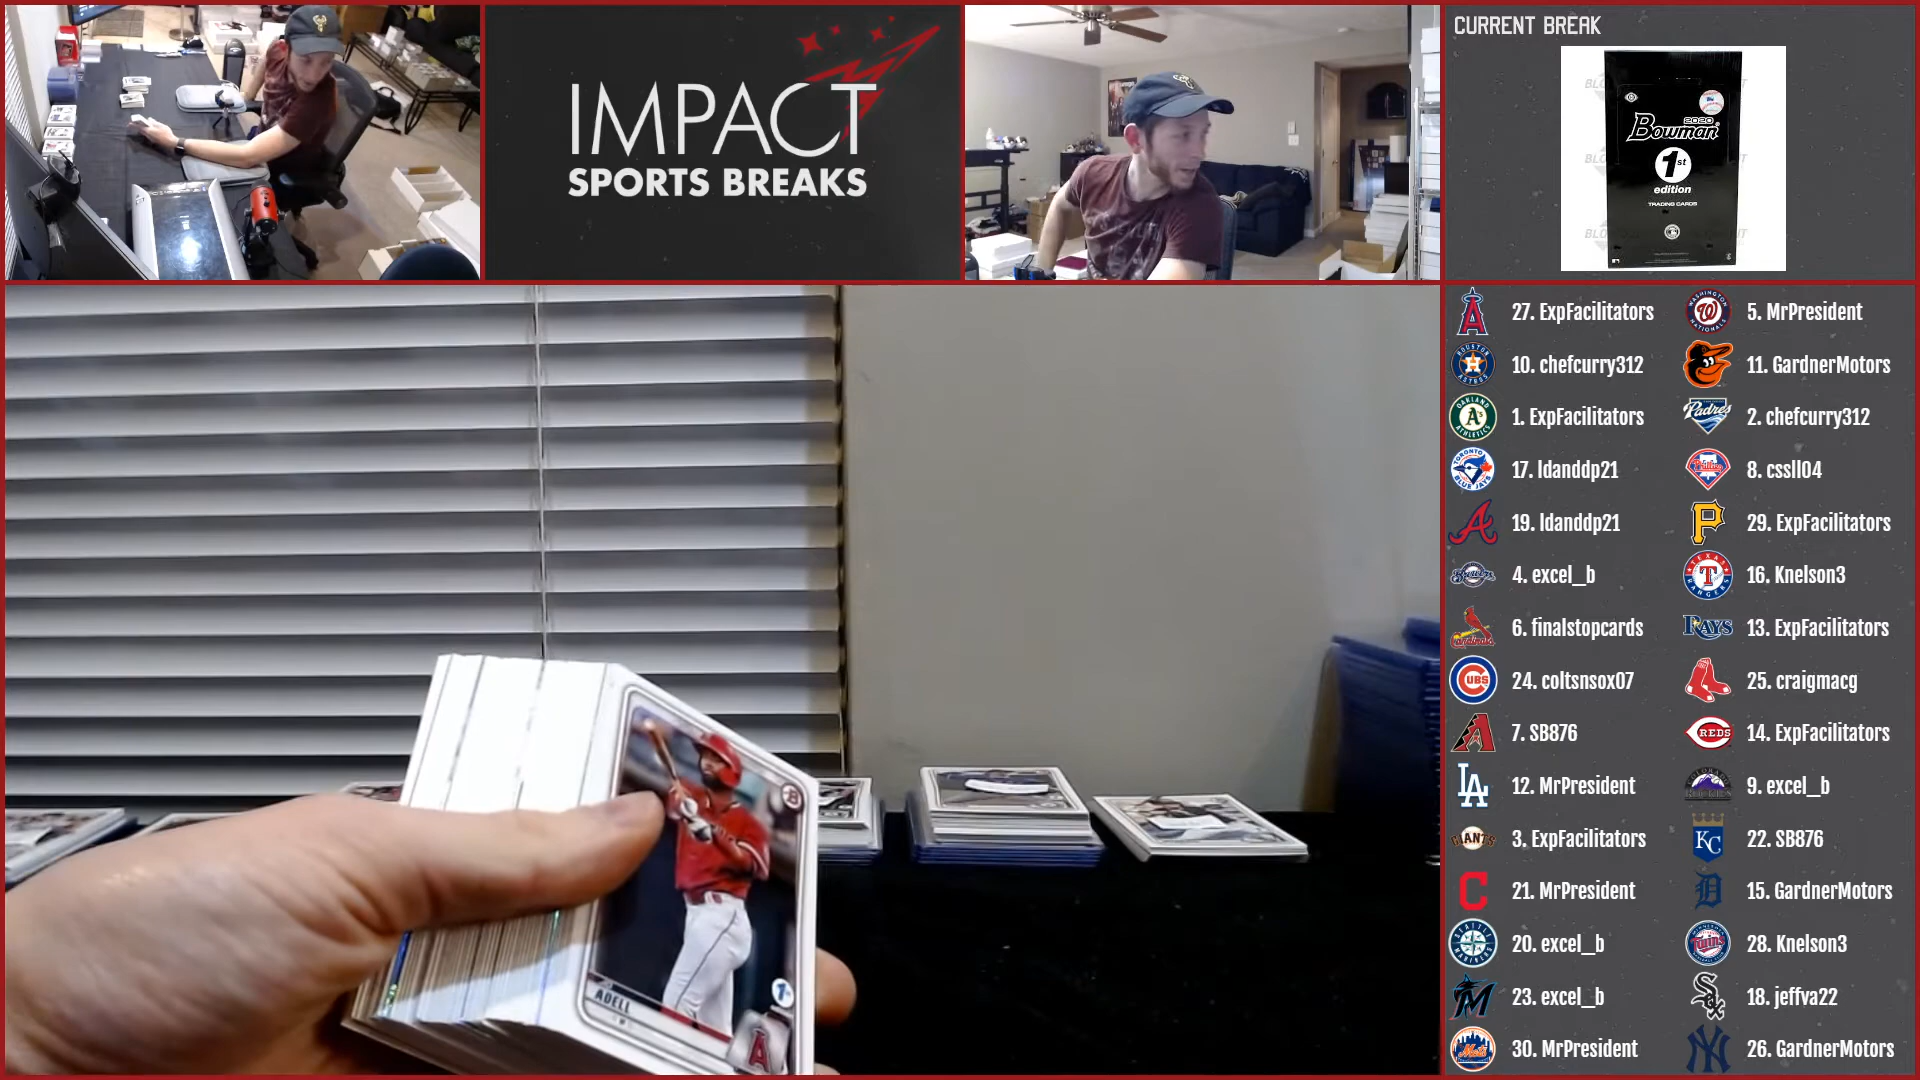 IMPACT
SPORTS BREAKS
CURRENT BREAK
2020
Bowman
1st
edition
TRADING CARDS
27. ExpFacilitators
5. MrPresident
10. chefcurry312
11. GardnerMotors
1. ExpFacilitators
2. chefcurry312
17. ldanddp21
8. cssll04
19. ldanddp21
29. ExpFacilitators
4. excel_b
16. Knelson3
6. finalstopcards
13. ExpFacilitators
24. coltsnsox07
25. craigmacg
7. SB876
14. ExpFacilitators
12. MrPresident
9. excel_b
3. ExpFacilitators
22. SB876
21. MrPresident
15. GardnerMotors
20. excel_b
28. Knelson3
23. excel_b
18. jeffva22
30. MrPresident
26. GardnerMotors
ADELL
1st